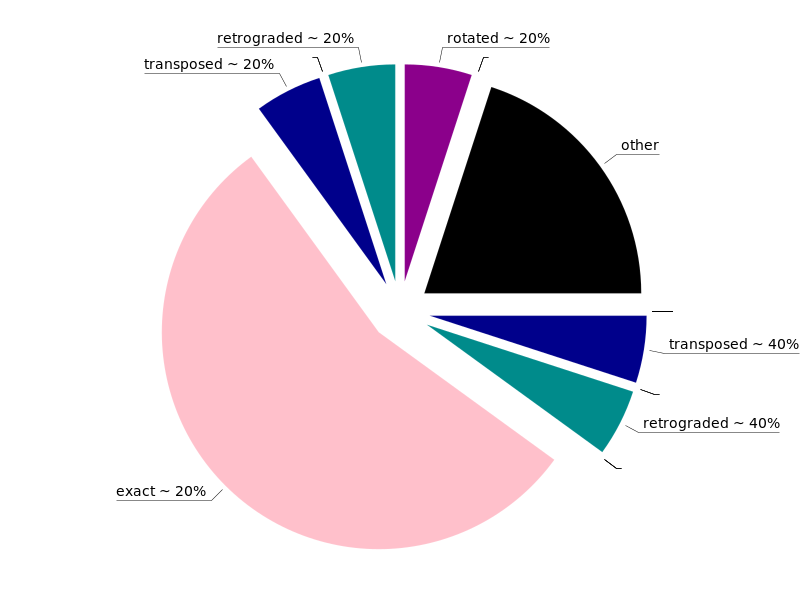 retrograded ~ 20%
rotated ~ 20%
transposed ~ 20%
other
transposed ~ 40%
retrograded ~ 40%
exact ~ 20%